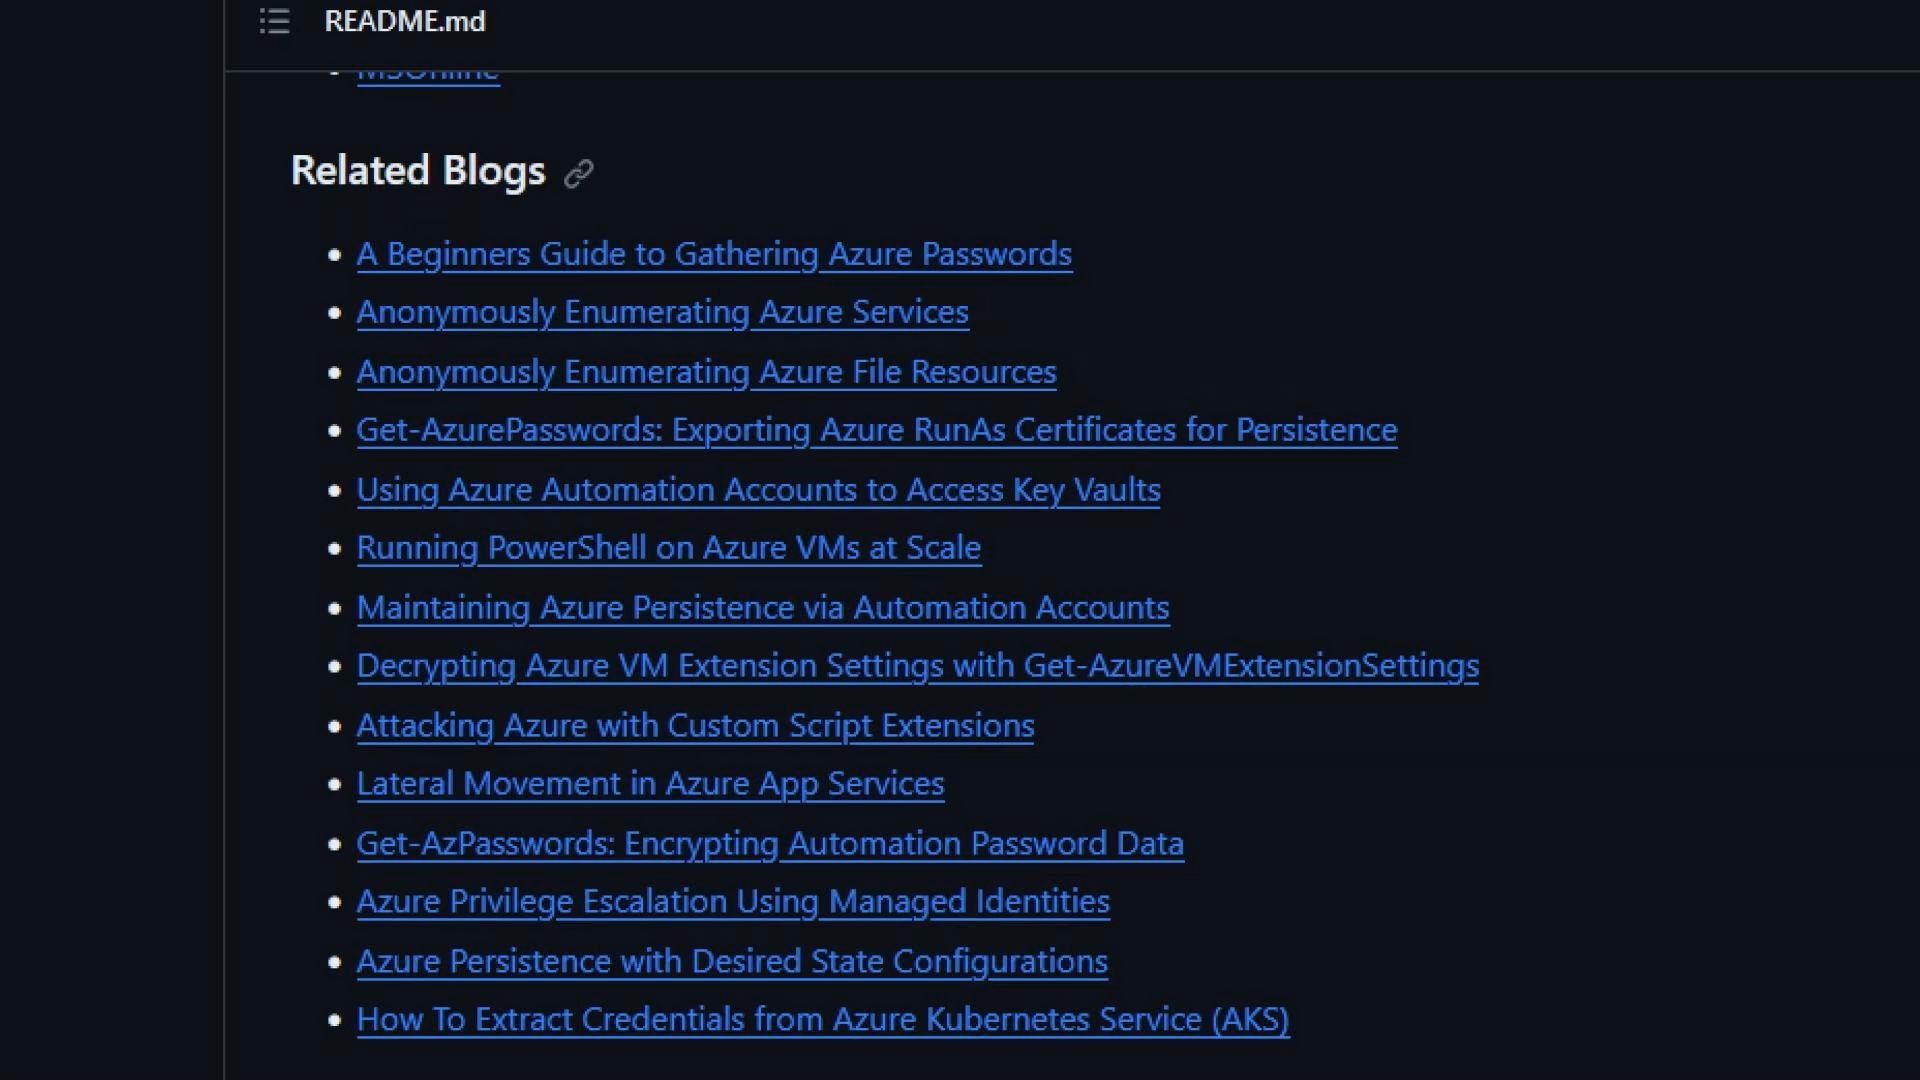 README.md
MSOnline
Related Blogs
A Beginners Guide to Gathering Azure Passwords
Anonymously Enumerating Azure Services
Anonymously Enumerating Azure File Resources
Get-AzurePasswords: Exporting Azure RunAs Certificates for Persistence
Using Azure Automation Accounts to Access Key Vaults
Running PowerShell on Azure VMs at Scale
Maintaining Azure Persistence via Automation Accounts
Decrypting Azure VM Extension Settings with Get-AzureVMExtensionSettings
Attacking Azure with Custom Script Extensions
Lateral Movement in Azure App Services
Get-AzPasswords: Encrypting Automation Password Data
Azure Privilege Escalation Using Managed Identities
Azure Persistence with Desired State Configurations
How To Extract Credentials from Azure Kubernetes Service (AKS)